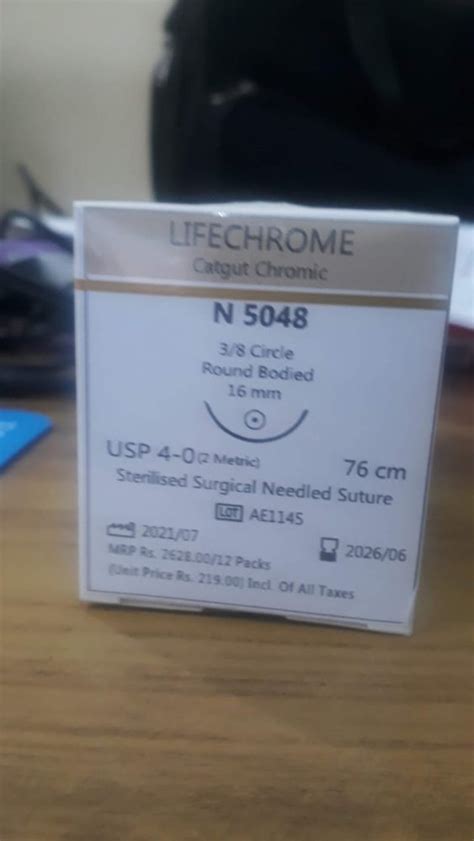 LIFECHROME
Catgut Chromic
N 5048
3/8 Circle
Round Bodied
16 mm
USP 4-0 (2 Metric) 76 cm
Sterilised Surgical Needled Suture
LOT AE1145
2021/07 2026/06
MRP Rs. 2628.00/12 Packs
(Unit Price Rs. 219.00) Incl. Of All Taxes